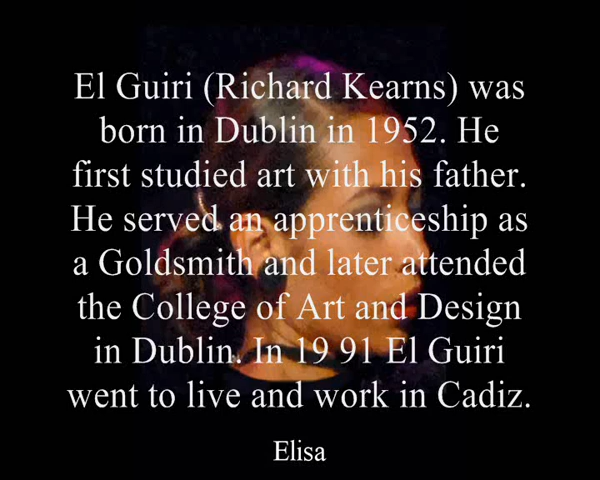 El Guiri (Richard Kearns) was
born in Dublin in 1952. He
first studied art with his father.
He served an apprenticeship as
a Goldsmith and later attended
the College of Art and Design
in Dublin. In 19 91 El Guiri
went to live and work in Cadiz.
Elisa